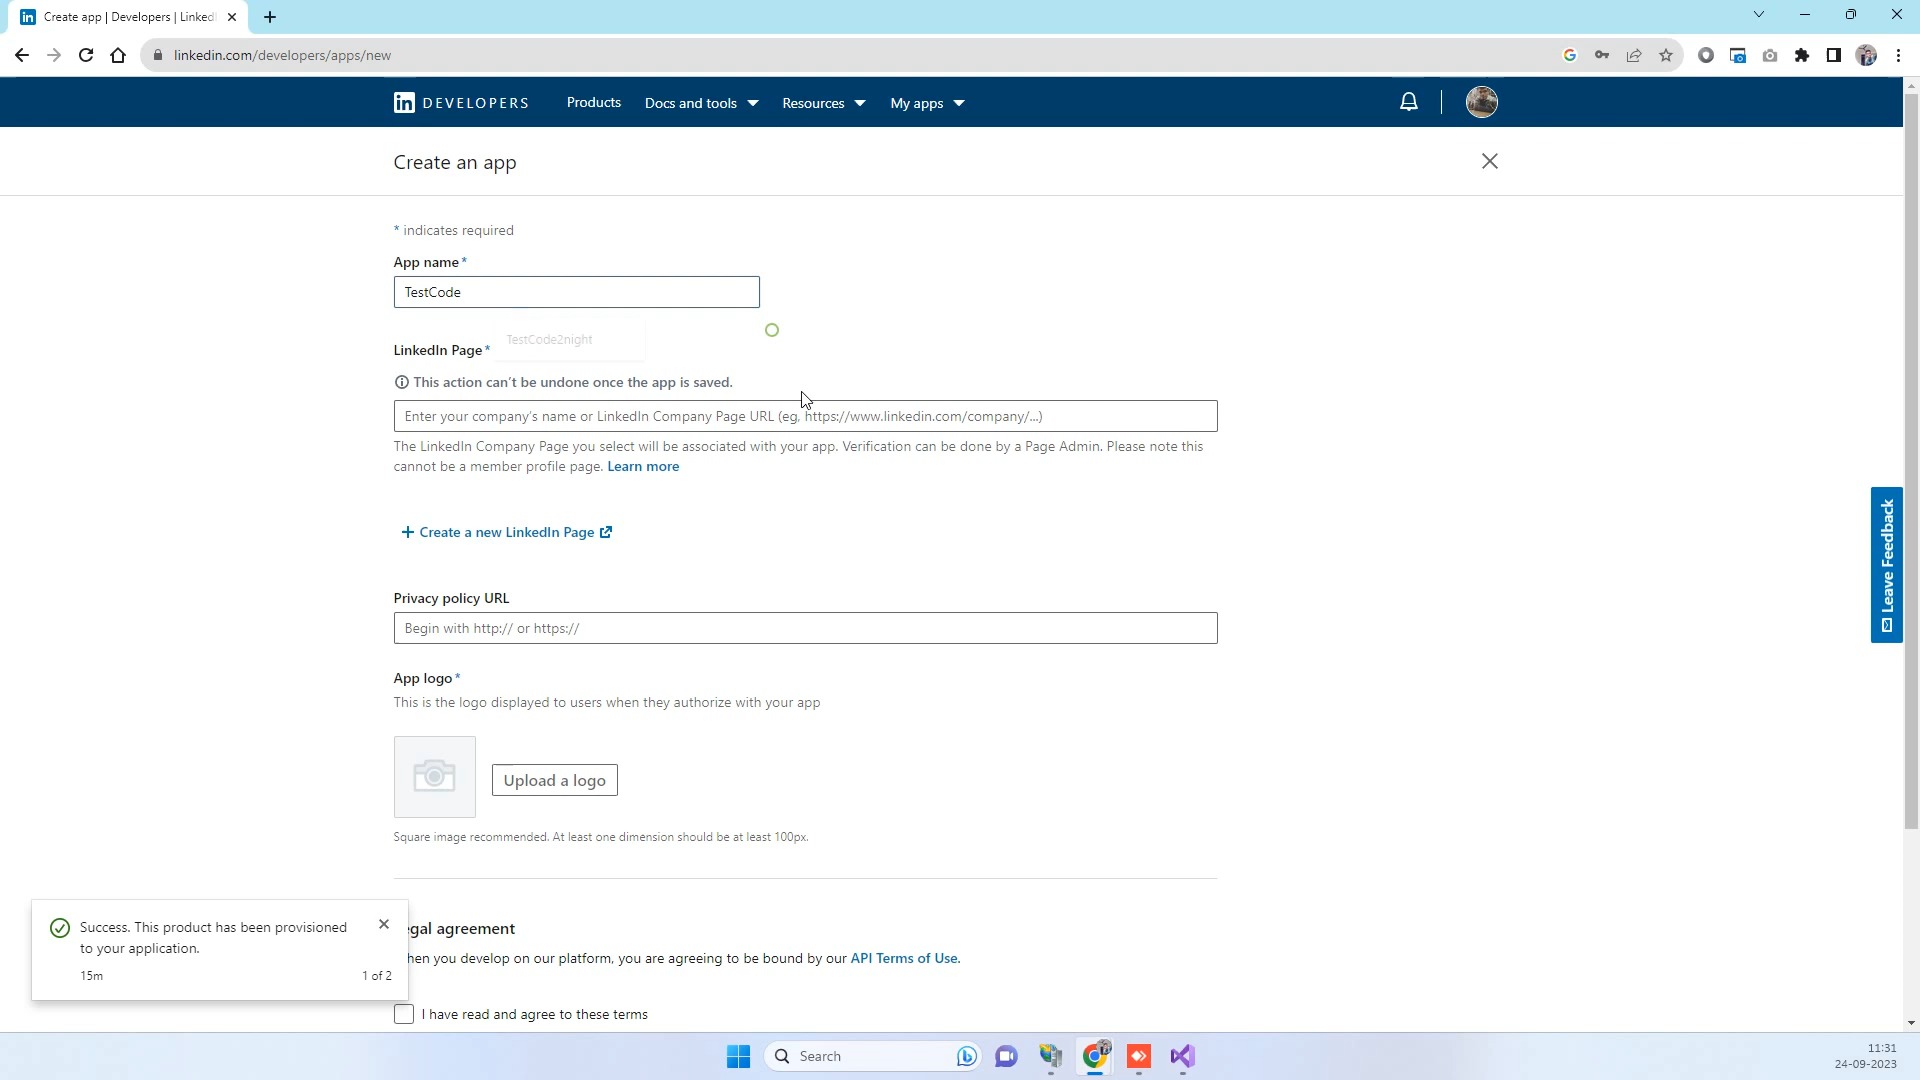 Create app | Developers | Linked
linkedin.com/developers/apps/new
in DEVELOPERS Products Docs and tools Resources My apps
Create an app
* indicates required
App name*
TestCode
TestCode2night
LinkedIn Page*
This action can't be undone once the app is saved.
Enter your company's name or LinkedIn Company Page URL (eg, https://www.linkedin.com/company/...)
The LinkedIn Company Page you select will be associated with your app. Verification can be done by a Page Admin. Please note this
cannot be a member profile page. Learn more
+ Create a new LinkedIn Page
Leave Feedback
Privacy policy URL
Begin with http:// or https://
App logo*
This is the logo displayed to users when they authorize with your app
Upload a logo
Square image recommended. At least one dimension should be at least 100px.
Success. This product has been provisioned
to your application.
15m 1 of 2
egal agreement
hen you develop on our platform, you are agreeing to be bound by our API Terms of Use.
I have read and agree to these terms
Search
11:31
24-09-2023